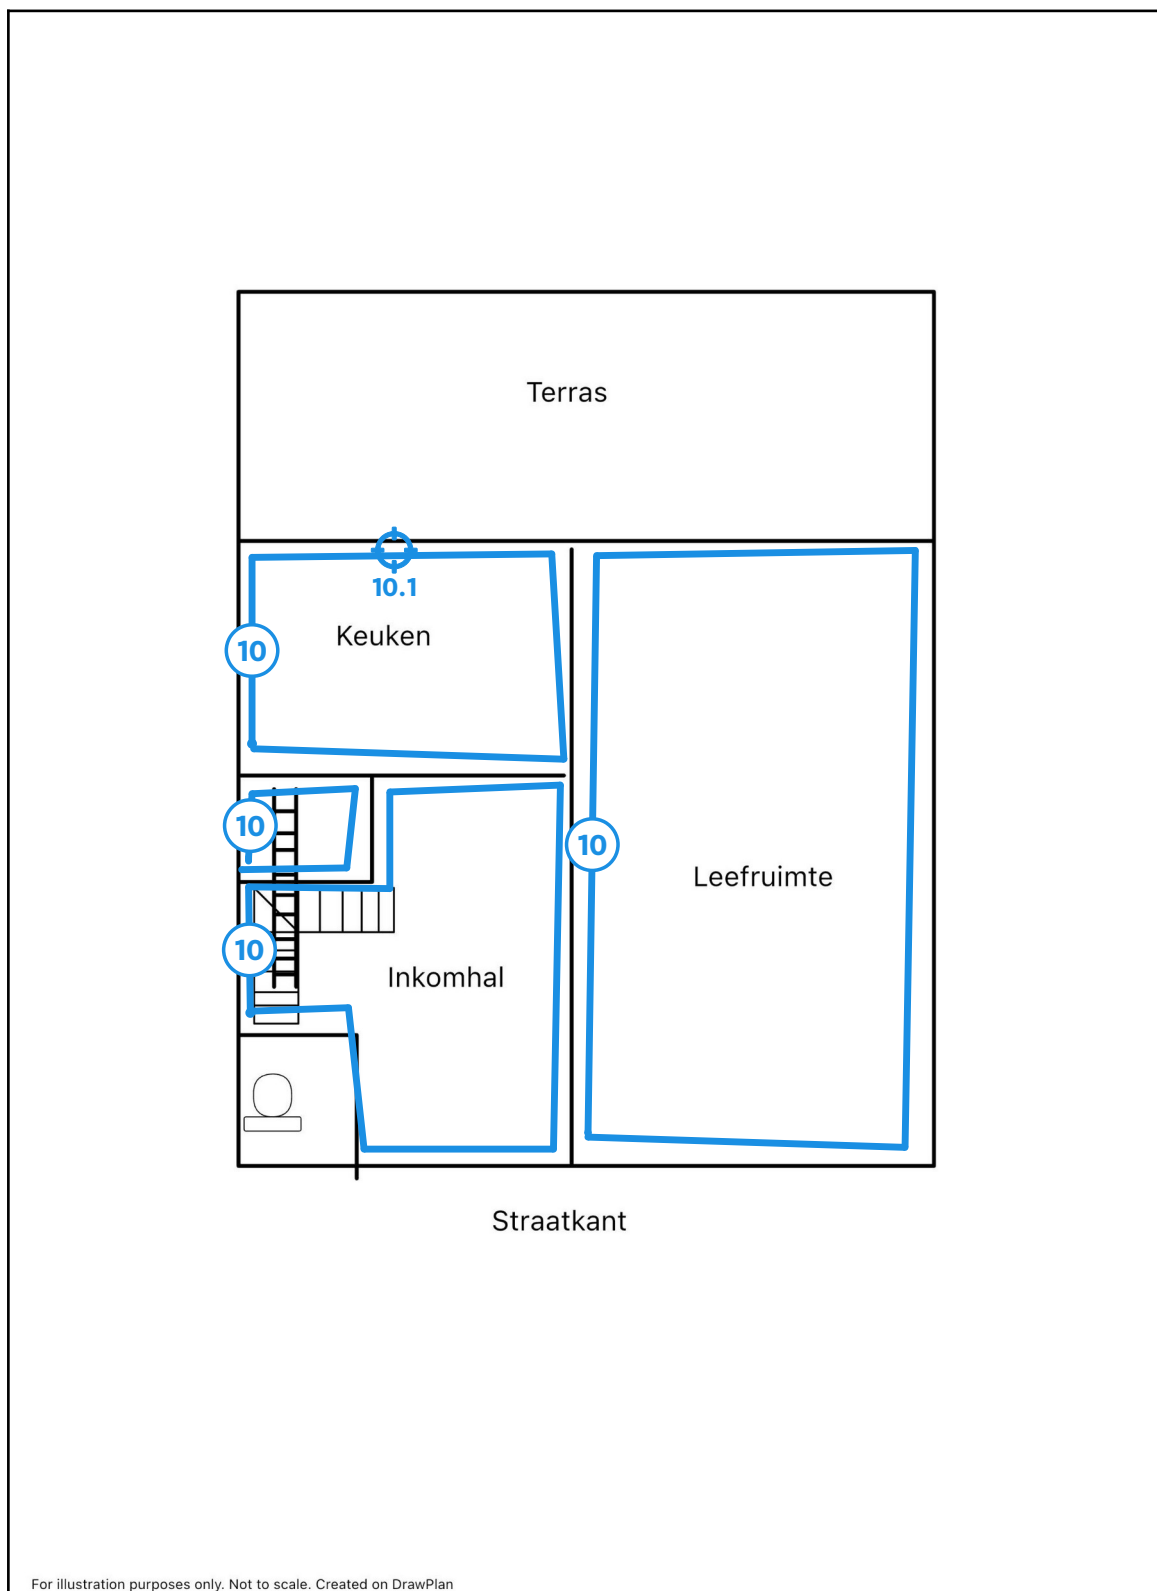 Terras
10.1
Keuken
10
10
10
Leefruimte
10
Inkomhal
Straatkant
For illustration purposes only. Not to scale. Created on DrawPlan